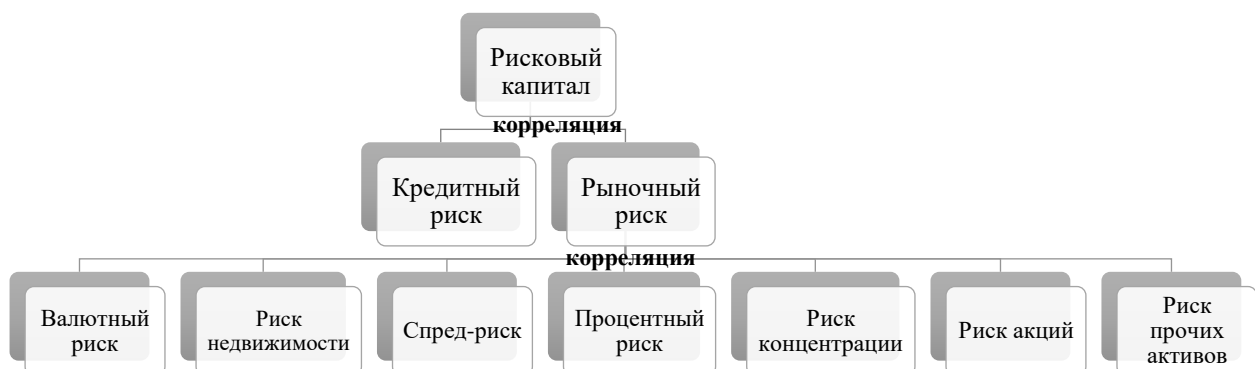 Рисковый
капитал
корреляция
Кредитный
риск
Рыночный
риск
корреляция
Валютный
риск
Риск
недвижимости
Спред-риск
Процентный
риск
Риск
концентрации
Риск акций
Риск
прочих
активов